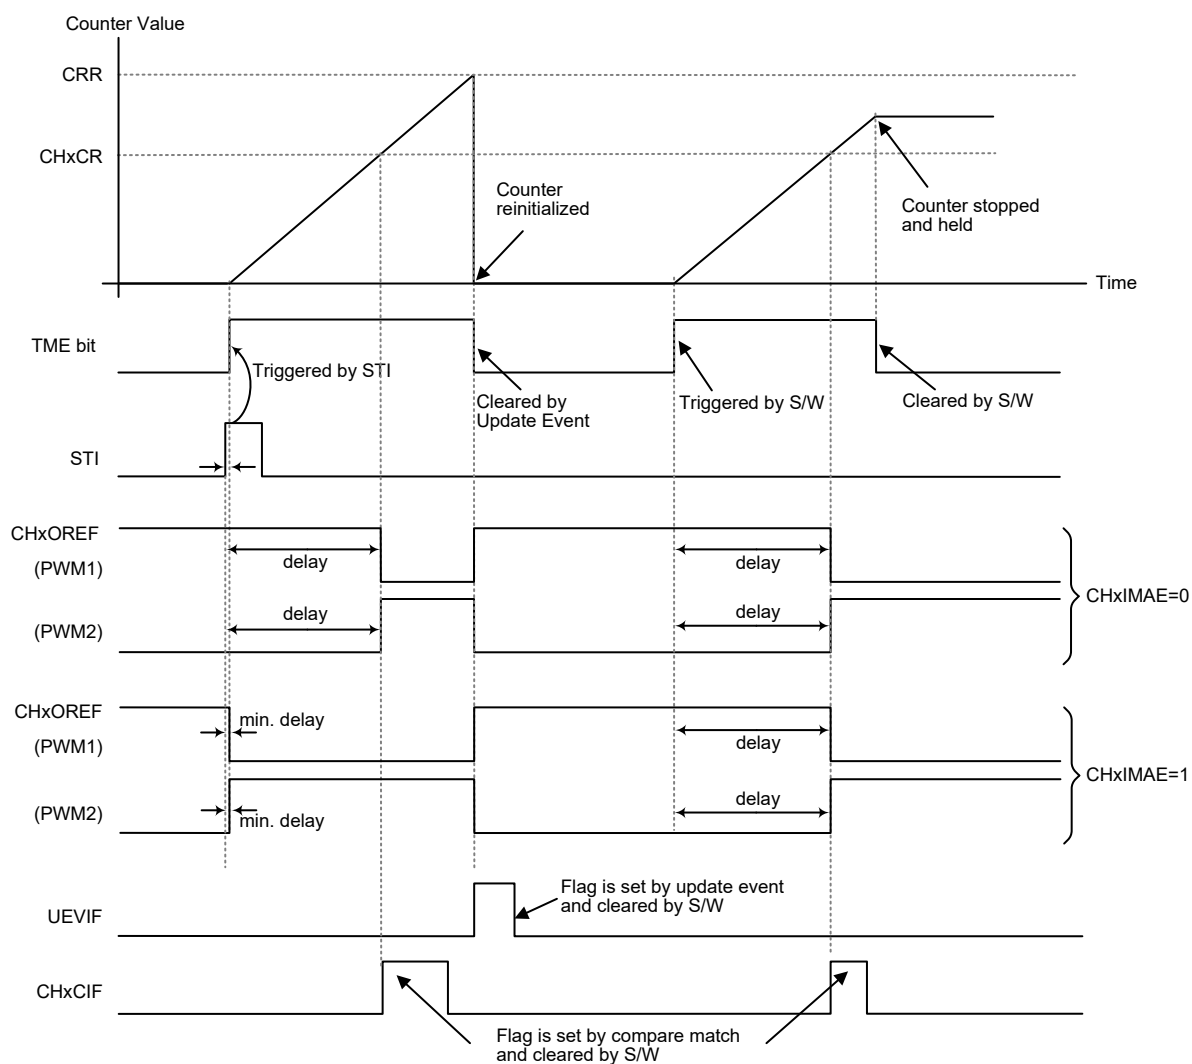 Counter Value
CRR
CHxCR
Counter
reinitialized
Counter stopped
and held
Time
TME bit
Triggered by STI
Cleared by
Update Event
Triggered by S/W
Cleared by S/W
STI
CHxOREF
(PWM1)
delay
delay
(PWM2)
delay
delay
CHxIMAE=0
CHxOREF
(PWM1)
min. delay
delay
(PWM2)
min. delay
delay
CHxIMAE=1
UEVIF
Flag is set by update event
and cleared by S/W
CHxCIF
Flag is set by compare match
and cleared by S/W